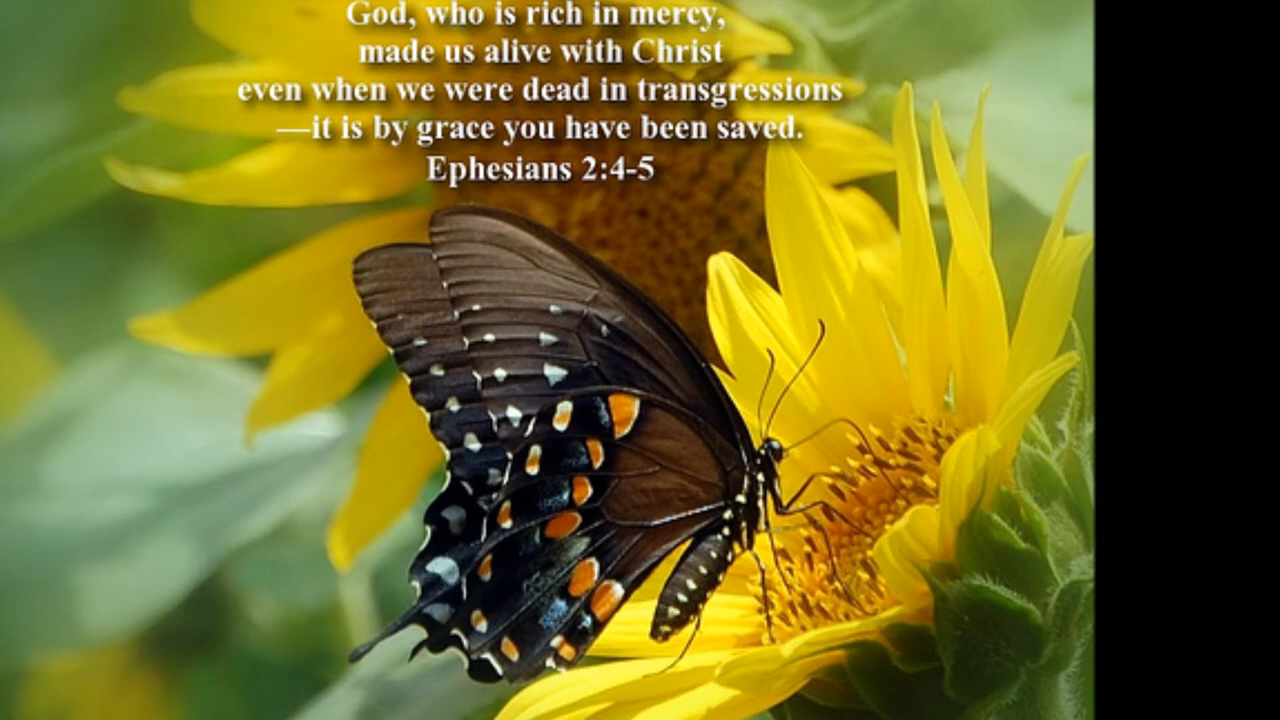 God, who is rich in mercy,
made us alive with Christ
even when we were dead in transgressions
—it is by grace you have been saved.
Ephesians 2:4-5